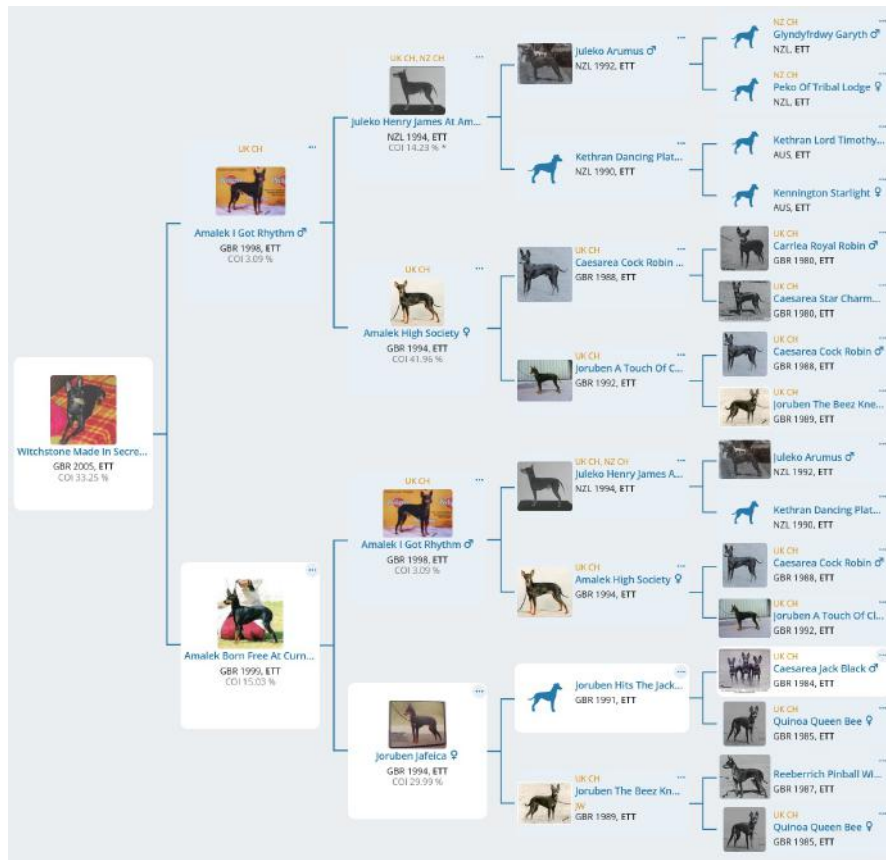 UK CH
Amalek I Got Rhythm ♂
GBR 1998, ETT
COI 3.09 %
Witchstone Made In Secre...
GBR 2005, ETT
COI 33.25 %
Amalek Born Free At Curn...
GBR 1999, ETT
COI 15.03 %
UK CH, NZ CH
Juleko Henry James At Am...
NZL 1994, ETT
COI 14.23 % *
UK CH
Amalek High Society ♀
GBR 1994, ETT
COI 41.96 %
UK CH
Amalek I Got Rhythm ♂
GBR 1998, ETT
COI 3.09 %
Joruben Jafeica ♀
GBR 1994, ETT
COI 29.99 %
Juleko Arumus ♂
NZL 1992, ETT
Kethran Dancing Plat...
NZL 1990, ETT
UK CH
Caesarea Cock Robin ...
GBR 1988, ETT
UK CH
Joruben A Touch Of C...
GBR 1992, ETT
UK CH, NZ CH
Juleko Henry James A...
NZL 1994, ETT
UK CH
Amalek High Society ♀
GBR 1994, ETT
Joruben Hits The Jack...
GBR 1991, ETT
UK CH
Joruben The Beez Kn...
JW
GBR 1989, ETT
NZ CH
Glyndyfrdwy Garyth ♂
NZL, ETT
NZ CH
Peko Of Tribal Lodge ♀
NZL, ETT
Kethran Lord Timothy...
AUS, ETT
Kennington Starlight ♀
AUS, ETT
UK CH
Carrlea Royal Robin ♂
GBR 1980, ETT
UK CH
Caesarea Star Charm...
GBR 1980, ETT
UK CH
Caesarea Cock Robin ♂
GBR 1988, ETT
UK CH
Joruben The Beez Kne...
GBR 1989, ETT
Juleko Arumus ♂
NZL 1992, ETT
Kethran Dancing Plat...
NZL 1990, ETT
UK CH
Caesarea Cock Robin ♂
GBR 1988, ETT
UK CH
Joruben A Touch Of Cl...
GBR 1992, ETT
UK CH
Caesarea Jack Black ♂
GBR 1984, ETT
UK CH
Quinoa Queen Bee ♀
GBR 1985, ETT
Reeberrich Pinball Wi...
GBR 1987, ETT
UK CH
Quinoa Queen Bee ♀
GBR 1985, ETT